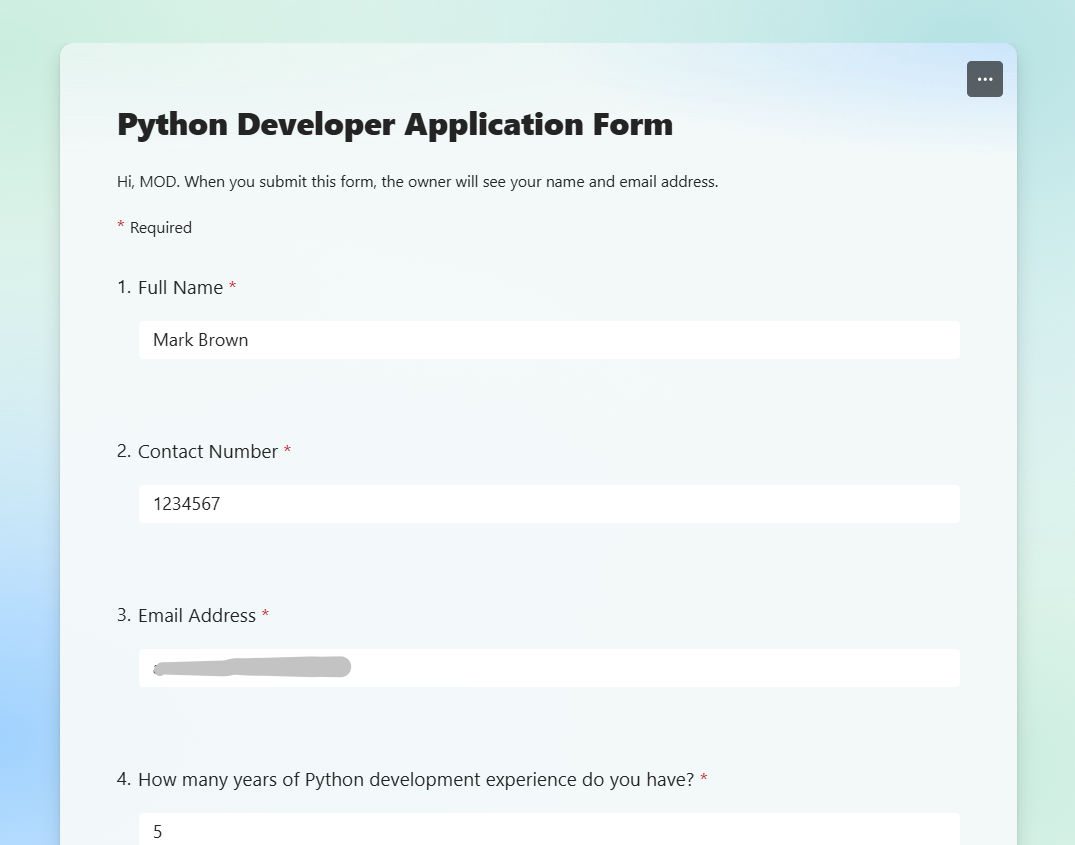 Python Developer Application Form
Hi, MOD. When you submit this form, the owner will see your name and email address.
* Required
1. Full Name *
Mark Brown
2. Contact Number *
1234567
3. Email Address *
4. How many years of Python development experience do you have? *
5